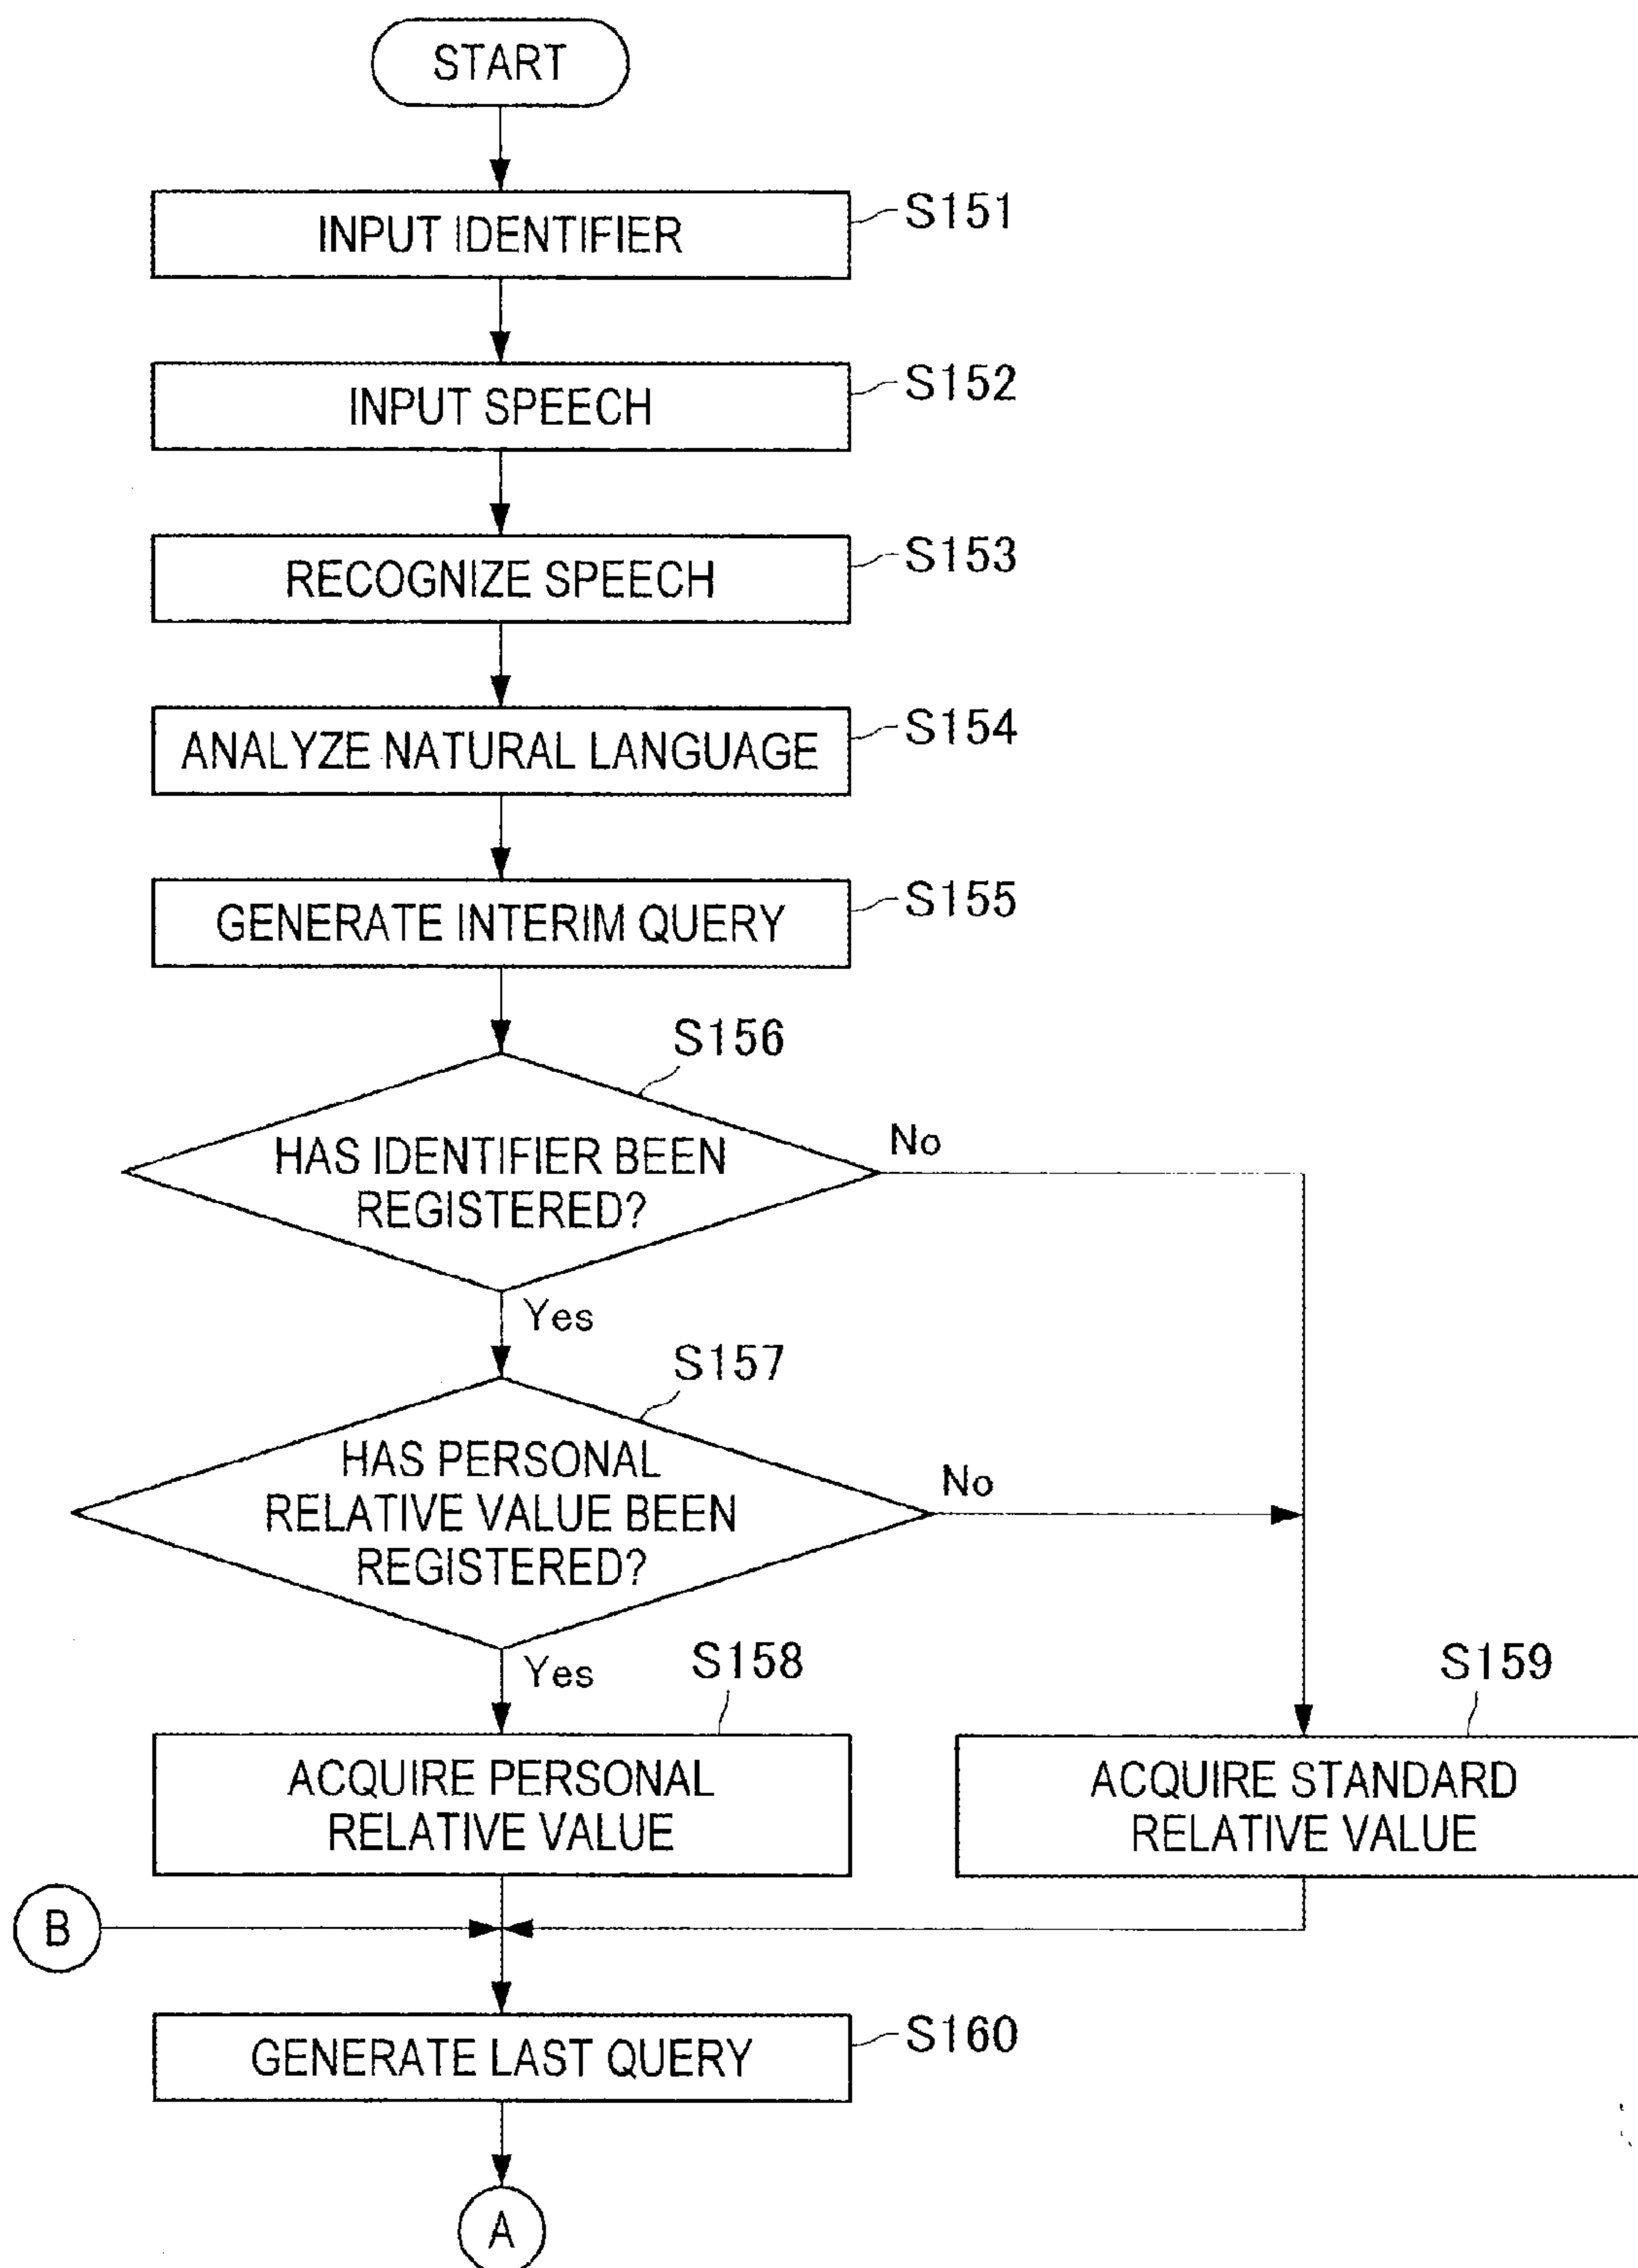 START
INPUT IDENTIFIER
S151
INPUT SPEECH
S152
RECOGNIZE SPEECH
S153
ANALYZE NATURAL LANGUAGE
S154
GENERATE INTERIM QUERY
S155
S156
HAS IDENTIFIER BEEN
REGISTERED?
No
Yes
S157
HAS PERSONAL
RELATIVE VALUE BEEN
REGISTERED?
No
Yes
S158
ACQUIRE PERSONAL
RELATIVE VALUE
S159
ACQUIRE STANDARD
RELATIVE VALUE
B
GENERATE LAST QUERY
S160
A